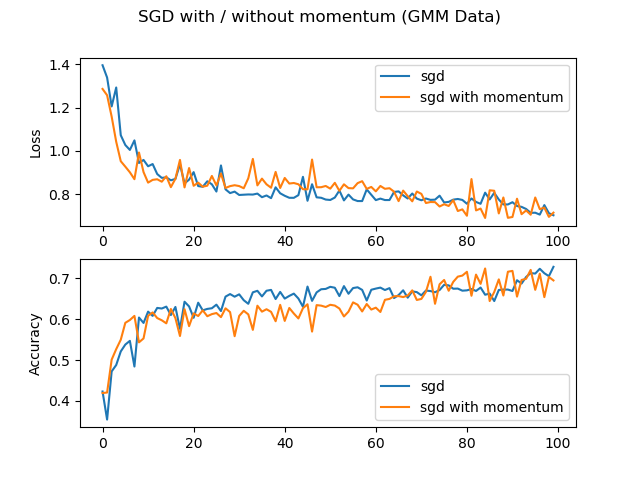 SGD with / without momentum (GMM Data)
1.4
1.2
1.0
0.8
Loss
sgd
sgd with momentum
0 20 40 60 80 100
0.7
0.6
0.5
0.4
Accuracy
sgd
sgd with momentum
0 20 40 60 80 100